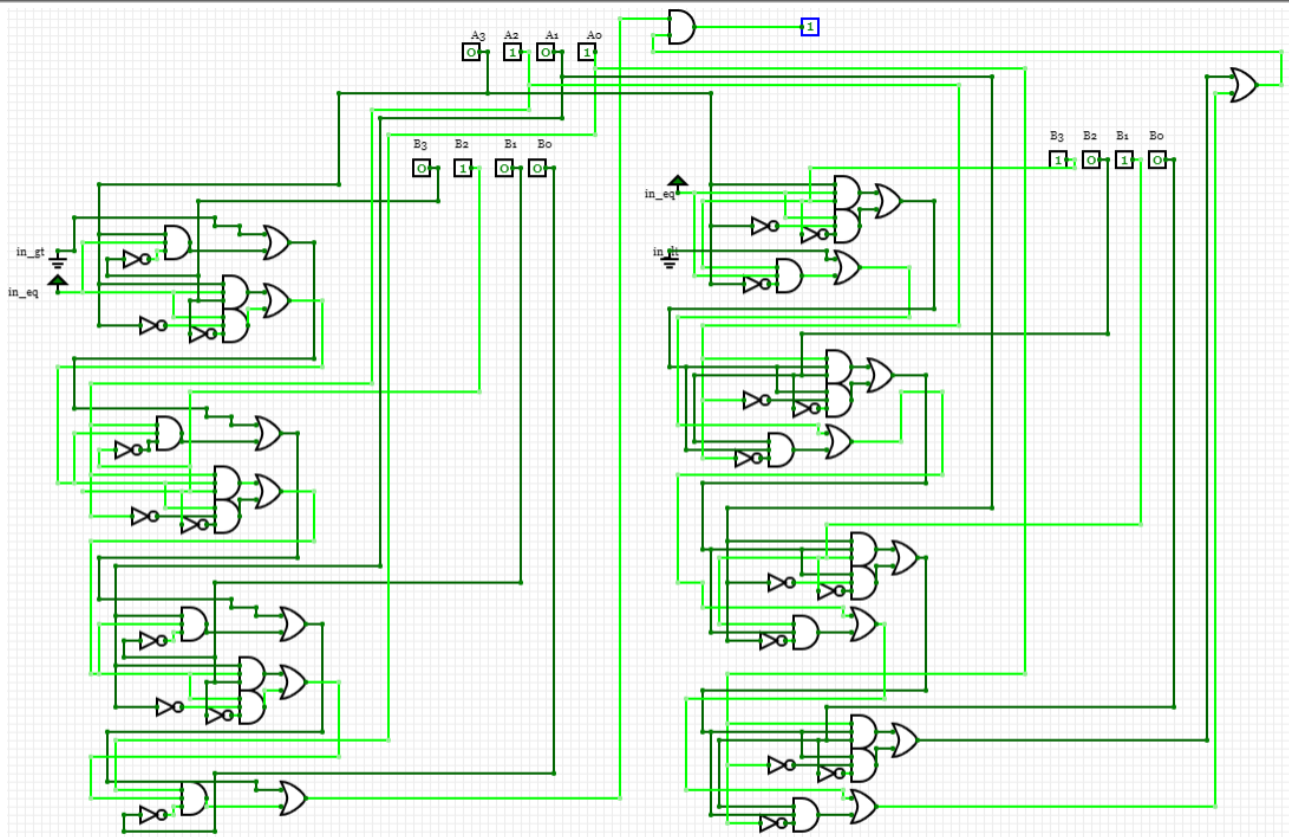 1
A3 A2 A1 A0
0 1 0 1
B3 B2 B1 B0
1 0 1 0
B3 B2 B1 B0
0 1 0 0
in_eq
in_gt
in_lt
in_eq